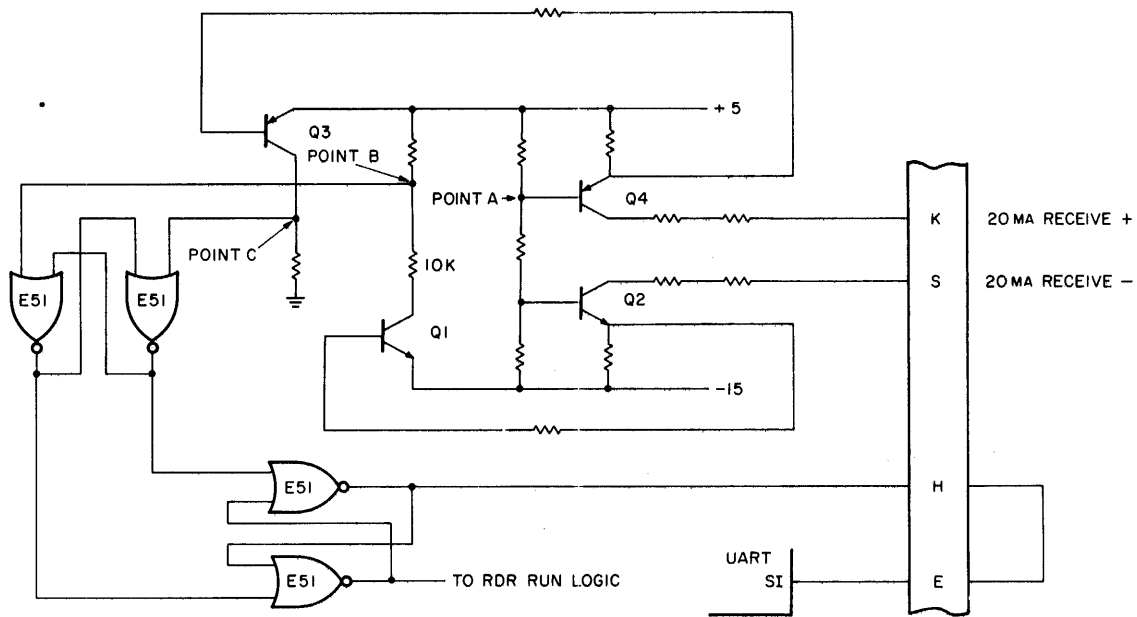 +5
Q3
POINT B
POINT A
Q4
K
20 MA RECEIVE +
POINT C
10K
S
20 MA RECEIVE −
E51
E51
Q2
Q1
-15
E51
H
E51
TO RDR RUN LOGIC
UART
SI
E